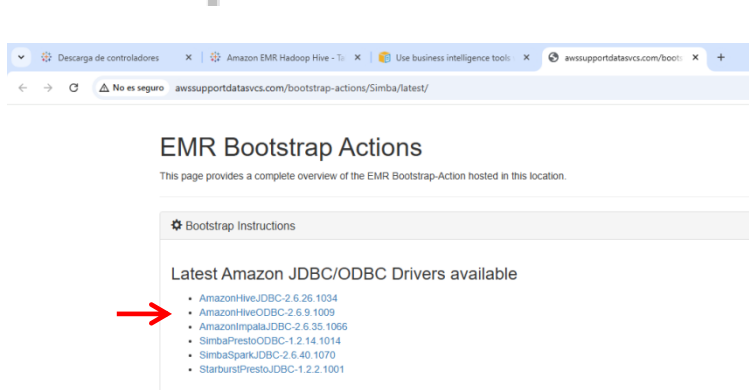 Descarga de controladores
Amazon EMR Hadoop Hive - Ta
Use business intelligence tools
awssupportdatasvcs.com/boots
No es seguro awssupportdatasvcs.com/bootstrap-actions/Simba/latest/
EMR Bootstrap Actions
This page provides a complete overview of the EMR Bootstrap-Action hosted in this location.
Bootstrap Instructions
Latest Amazon JDBC/ODBC Drivers available
AmazonHiveJDBC-2.6.26.1034
AmazonHiveODBC-2.6.9.1009
AmazonImpalaJDBC-2.6.35.1066
SimbaPrestoODBC-1.2.14.1014
SimbaSparkJDBC-2.6.40.1070
StarburstPrestoJDBC-1.2.2.1001